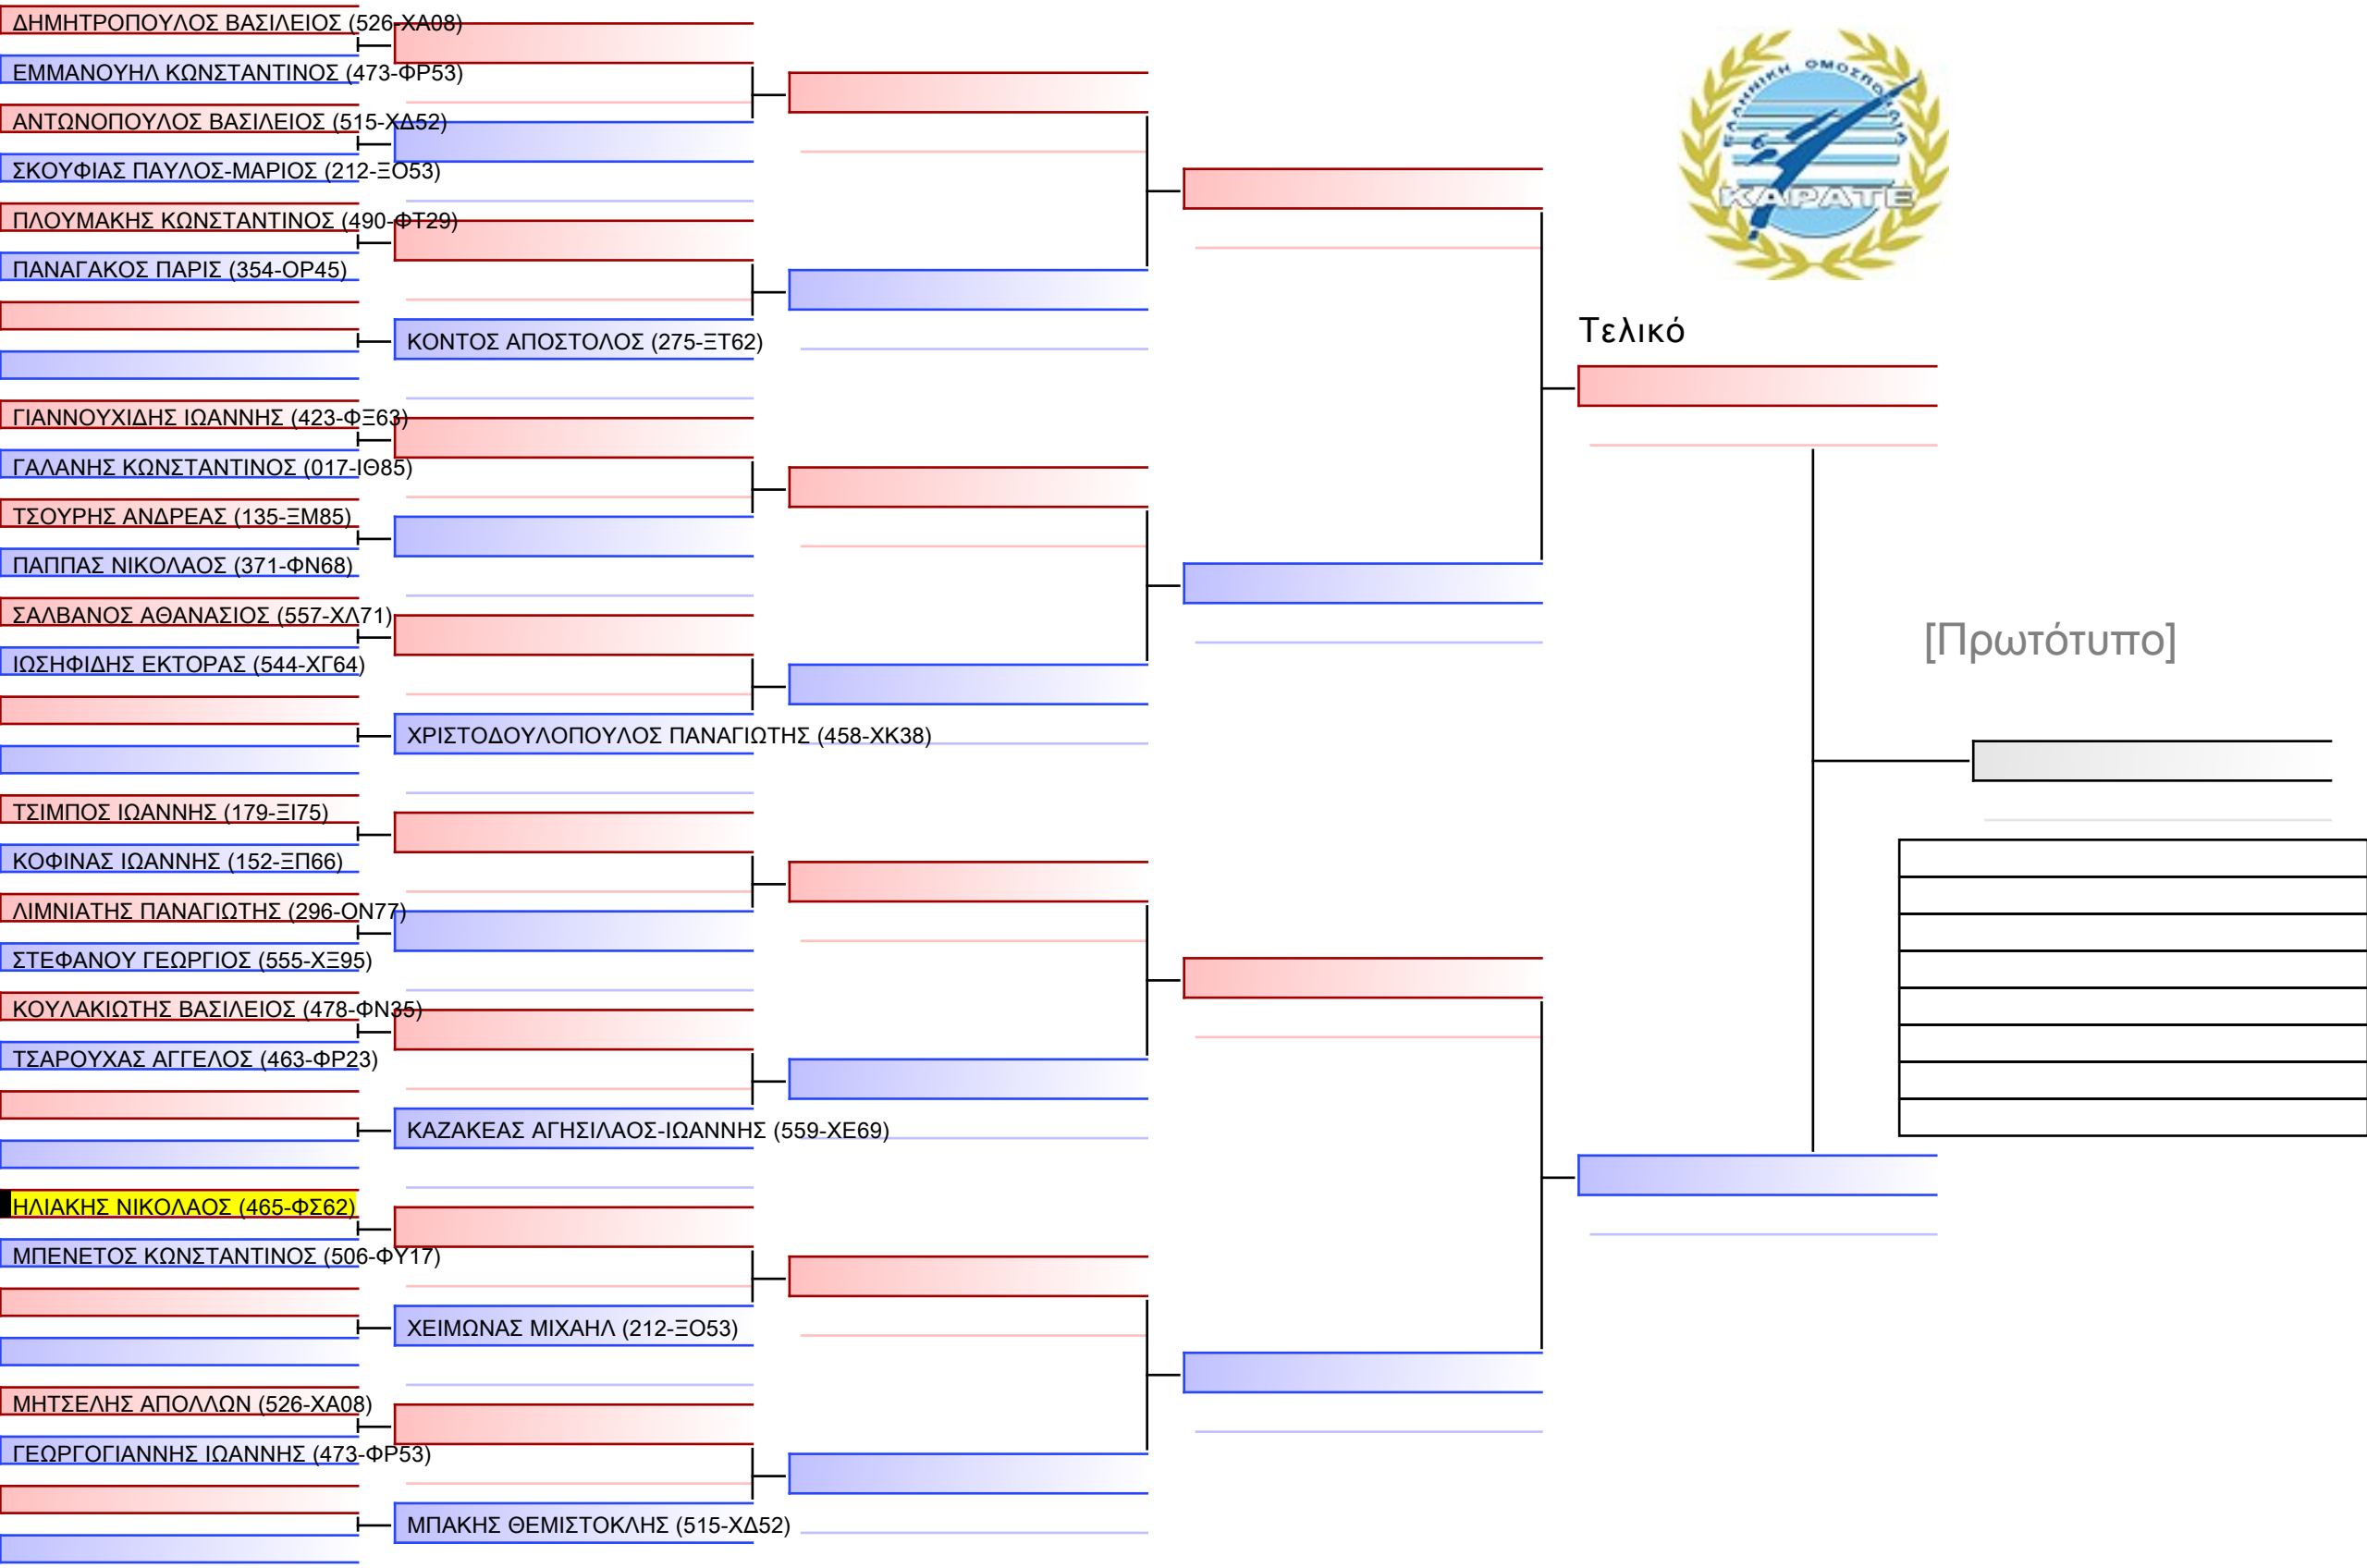 ΔΗΜΗΤΡΟΠΟΥΛΟΣ ΒΑΣΙΛΕΙΟΣ (526-ΧΑ08)
ΕΜΜΑΝΟΥΗΛ ΚΩΝΣΤΑΝΤΙΝΟΣ (473-ΦΡ53)
ΑΝΤΩΝΟΠΟΥΛΟΣ ΒΑΣΙΛΕΙΟΣ (515-ΧΔ52)
ΣΚΟΥΦΙΑΣ ΠΑΥΛΟΣ-ΜΑΡΙΟΣ (212-ΞΟ53)
ΠΛΟΥΜΑΚΗΣ ΚΩΝΣΤΑΝΤΙΝΟΣ (490-ΦΤ29)
ΠΑΝΑΓΑΚΟΣ ΠΑΡΙΣ (354-ΟΡ45)
ΚΟΝΤΟΣ ΑΠΟΣΤΟΛΟΣ (275-ΞΤ62)
ΓΙΑΝΝΟΥΧΙΔΗΣ ΙΩΑΝΝΗΣ (423-ΦΞ63)
ΓΑΛΑΝΗΣ ΚΩΝΣΤΑΝΤΙΝΟΣ (017-ΙΘ85)
ΤΣΟΥΡΗΣ ΑΝΔΡΕΑΣ (135-ΞΜ85)
ΠΑΠΠΑΣ ΝΙΚΟΛΑΟΣ (371-ΦΝ68)
ΣΑΛΒΑΝΟΣ ΑΘΑΝΑΣΙΟΣ (557-ΧΛ71)
ΙΩΣΗΦΙΔΗΣ ΕΚΤΟΡΑΣ (544-ΧΓ64)
ΧΡΙΣΤΟΔΟΥΛΟΠΟΥΛΟΣ ΠΑΝΑΓΙΩΤΗΣ (458-ΧΚ38)
ΤΣΙΜΠΟΣ ΙΩΑΝΝΗΣ (179-ΞΙ75)
ΚΟΦΙΝΑΣ ΙΩΑΝΝΗΣ (152-ΞΠ66)
ΛΙΜΝΙΑΤΗΣ ΠΑΝΑΓΙΩΤΗΣ (296-ΟΝ77)
ΣΤΕΦΑΝΟΥ ΓΕΩΡΓΙΟΣ (555-ΧΞ95)
ΚΟΥΛΑΚΙΩΤΗΣ ΒΑΣΙΛΕΙΟΣ (478-ΦΝ35)
ΤΣΑΡΟΥΧΑΣ ΑΓΓΕΛΟΣ (463-ΦΡ23)
ΚΑΖΑΚΕΑΣ ΑΓΗΣΙΛΑΟΣ-ΙΩΑΝΝΗΣ (559-ΧΕ69)
ΗΛΙΑΚΗΣ ΝΙΚΟΛΑΟΣ (465-ΦΣ62)
ΜΠΕΝΕΤΟΣ ΚΩΝΣΤΑΝΤΙΝΟΣ (506-ΦΥ17)
ΧΕΙΜΩΝΑΣ ΜΙΧΑΗΛ (212-ΞΟ53)
ΜΗΤΣΕΛΗΣ ΑΠΟΛΛΩΝ (526-ΧΑ08)
ΓΕΩΡΓΟΓΙΑΝΝΗΣ ΙΩΑΝΝΗΣ (473-ΦΡ53)
ΜΠΑΚΗΣ ΘΕΜΙΣΤΟΚΛΗΣ (515-ΧΔ52)
ΕΛΛΗΝΙΚΗ ΟΜΟΣΠΟΝΔΙΑ
ΚΑΡΑΤΕ
Τελικό
[Πρωτότυπο]